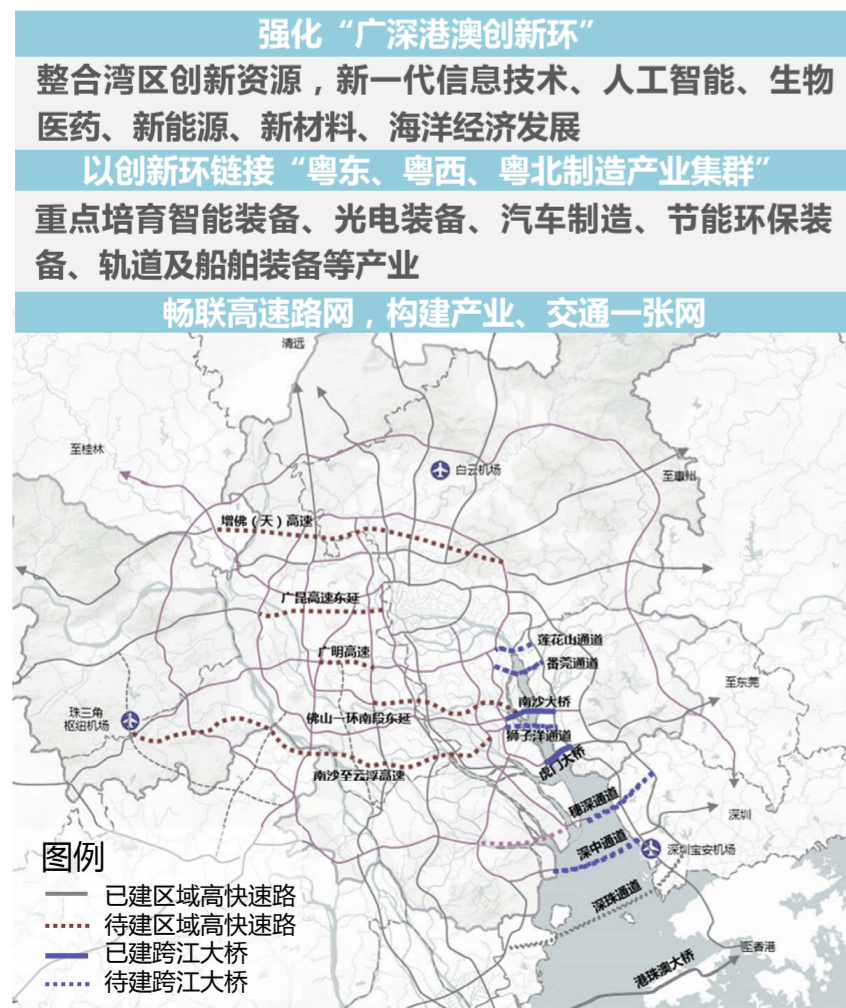 强化“广深港澳创新环”
整合湾区创新资源，新一代信息技术、人工智能、生物
医药、新能源、新材料、海洋经济发展
以创新环链接“粤东、粤西、粤北制造产业集群”
重点培育智能装备、光电装备、汽车制造、节能环保装
备、轨道及船舶装备等产业
畅联高速路网，构建产业、交通一张网
清远
至桂林
白云机场
至惠州
增佛（天）高速
广昆高速东延
莲花山通道
广明高速
番莞通道
至东莞
珠三角
枢纽机场
南沙大桥
佛山一环南段东延
狮子洋通道
虎门大桥
南沙至云浮高速
穗深通道
深圳
深中通道
深圳宝安机场
深珠通道
至香港
港珠澳大桥
图例
已建区域高快速路
待建区域高快速路
已建跨江大桥
待建跨江大桥